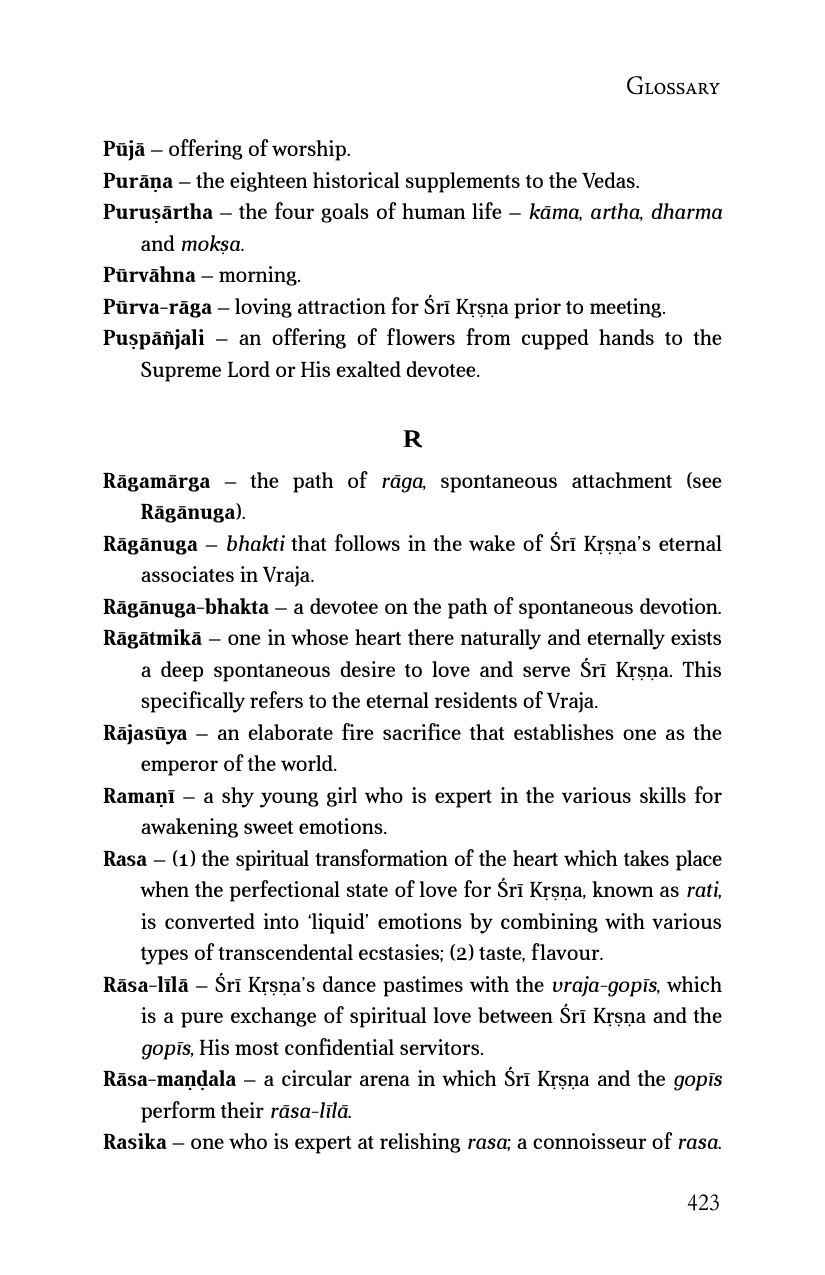 Glossary
Pūjā – offering of worship.
Purāṇa – the eighteen historical supplements to the Vedas.
Puruṣārtha – the four goals of human life – kāma, artha, dharma
and mokṣa.
Pūrvāhna – morning.
Pūrva-rāga – loving attraction for Śrī Kṛṣṇa prior to meeting.
Puṣpāñjali – an offering of flowers from cupped hands to the
Supreme Lord or His exalted devotee.
R
Rāgamārga – the path of rāga, spontaneous attachment (see
Rāgānuga).
Rāgānuga – bhakti that follows in the wake of Śrī Kṛṣṇa’s eternal
associates in Vraja.
Rāgānuga-bhakta – a devotee on the path of spontaneous devotion.
Rāgātmikā – one in whose heart there naturally and eternally exists
a deep spontaneous desire to love and serve Śrī Kṛṣṇa. This
specifically refers to the eternal residents of Vraja.
Rājasūya – an elaborate fire sacrifice that establishes one as the
emperor of the world.
Ramaṇī – a shy young girl who is expert in the various skills for
awakening sweet emotions.
Rasa – (1) the spiritual transformation of the heart which takes place
when the perfectional state of love for Śrī Kṛṣṇa, known as rati,
is converted into ‘liquid’ emotions by combining with various
types of transcendental ecstasies; (2) taste, flavour.
Rāsa-līlā – Śrī Kṛṣṇa’s dance pastimes with the vraja-gopīs, which
is a pure exchange of spiritual love between Śrī Kṛṣṇa and the
gopīs, His most confidential servitors.
Rāsa-maṇḍala – a circular arena in which Śrī Kṛṣṇa and the gopīs
perform their rāsa-līlā.
Rasika – one who is expert at relishing rasa; a connoisseur of rasa.
423